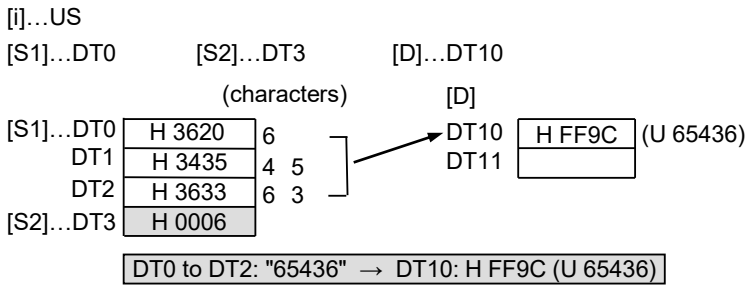 [i]…US
[S1]…DT0 [S2]…DT3 [D]…DT10
(characters) [D]
[S1]…DT0 H 3620 6 DT10 H FF9C (U 65436)
DT1 H 3435 4 5 DT11
DT2 H 3633 6 3
[S2]…DT3 H 0006
DT0 to DT2: "65436" → DT10: H FF9C (U 65436)